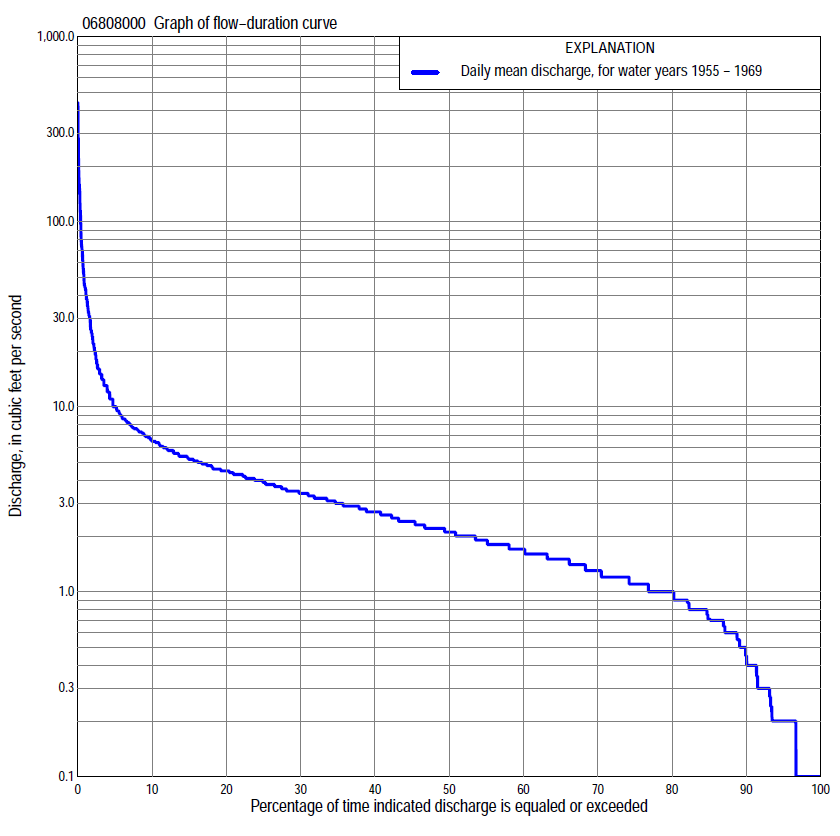 06808000 Graph of flow-duration curve
EXPLANATION
Daily mean discharge, for water years 1955 - 1969
Discharge, in cubic feet per second
1,000.0
300.0
100.0
30.0
10.0
3.0
1.0
0.3
0.1
0 10 20 30 40 50 60 70 80 90 100
Percentage of time indicated discharge is equaled or exceeded